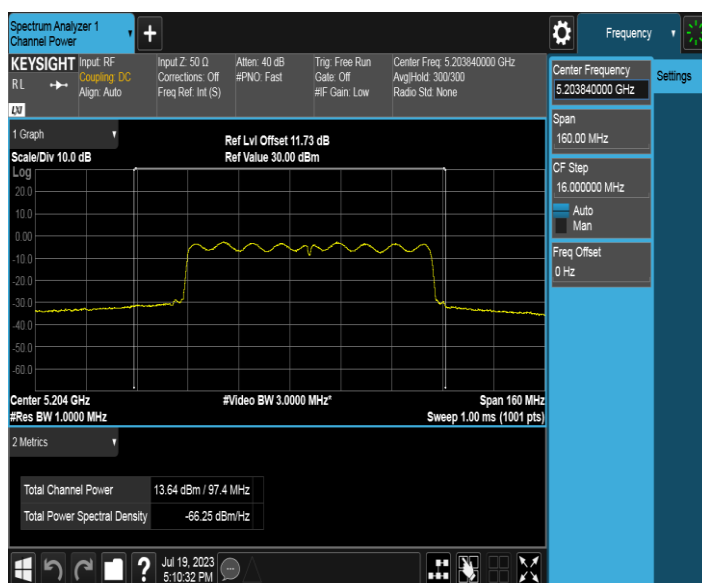 Spectrum Analyzer 1
Channel Power
Frequency
KEYSIGHT
RL
LXI
Input: RF
Coupling: DC
Align: Auto
Input Z: 50 Ω
Corrections: Off
Freq Ref: Int (S)
Atten: 40 dB
#PNO: Fast
Trig: Free Run
Gate: Off
#IF Gain: Low
Center Freq: 5.203840000 GHz
Avg|Hold: 300/300
Radio Std: None
Center Frequency
5.203840000 GHz
Settings
Span
160.00 MHz
CF Step
16.000000 MHz
Auto
Man
Freq Offset
0 Hz
1 Graph
Scale/Div 10.0 dB
Ref Lvl Offset 11.73 dB
Ref Value 30.00 dBm
Log
20.0
10.0
0.00
-10.0
-20.0
-30.0
-40.0
-50.0
-60.0
Center 5.204 GHz
#Res BW 1.0000 MHz
#Video BW 3.0000 MHz*
Span 160 MHz
Sweep 1.00 ms (1001 pts)
2 Metrics
Total Channel Power 13.64 dBm / 97.4 MHz
Total Power Spectral Density -66.25 dBm/Hz
?
Jul 19, 2023
5:10:32 PM